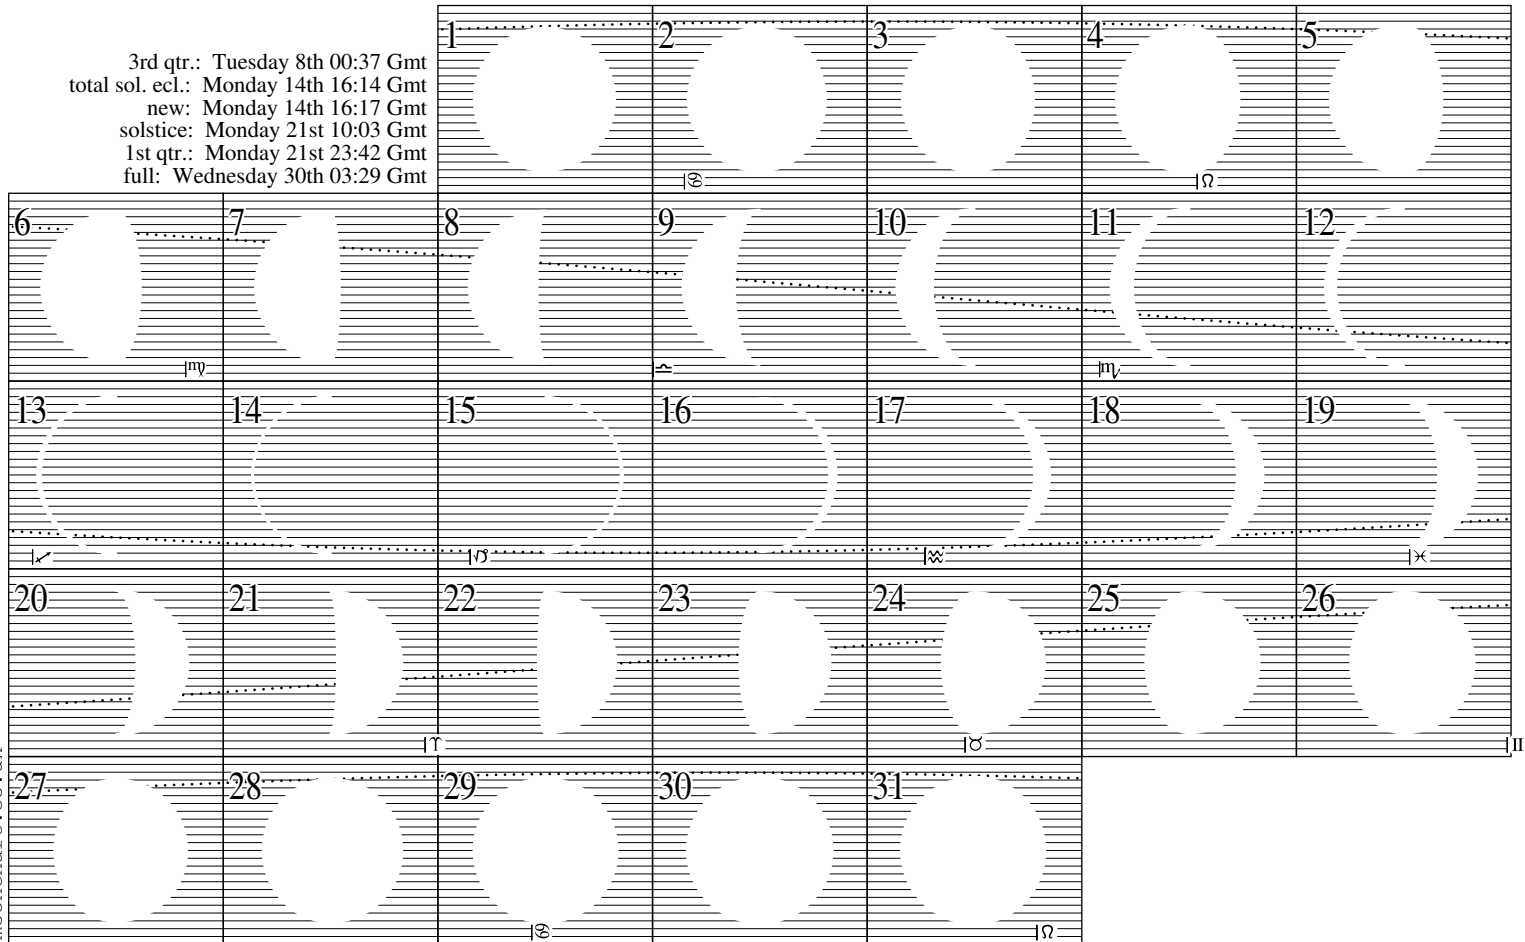 3rd qtr.: Tuesday 8th 00:37 Gmt
total sol. ecl.: Monday 14th 16:14 Gmt
new: Monday 14th 16:17 Gmt
solstice: Monday 21st 10:03 Gmt
1st qtr.: Monday 21st 23:42 Gmt
full: Wednesday 30th 03:29 Gmt
1 2 3 4 5
♋ ♌
6 7 8 9 10 11 12
♍ ♎ ♏
13 14 15 16 17 18 19
♐ ♑ ♒ ♓
20 21 22 23 24 25 26
♈ ♉ ♊
27 28 29 30 31
♋ ♌